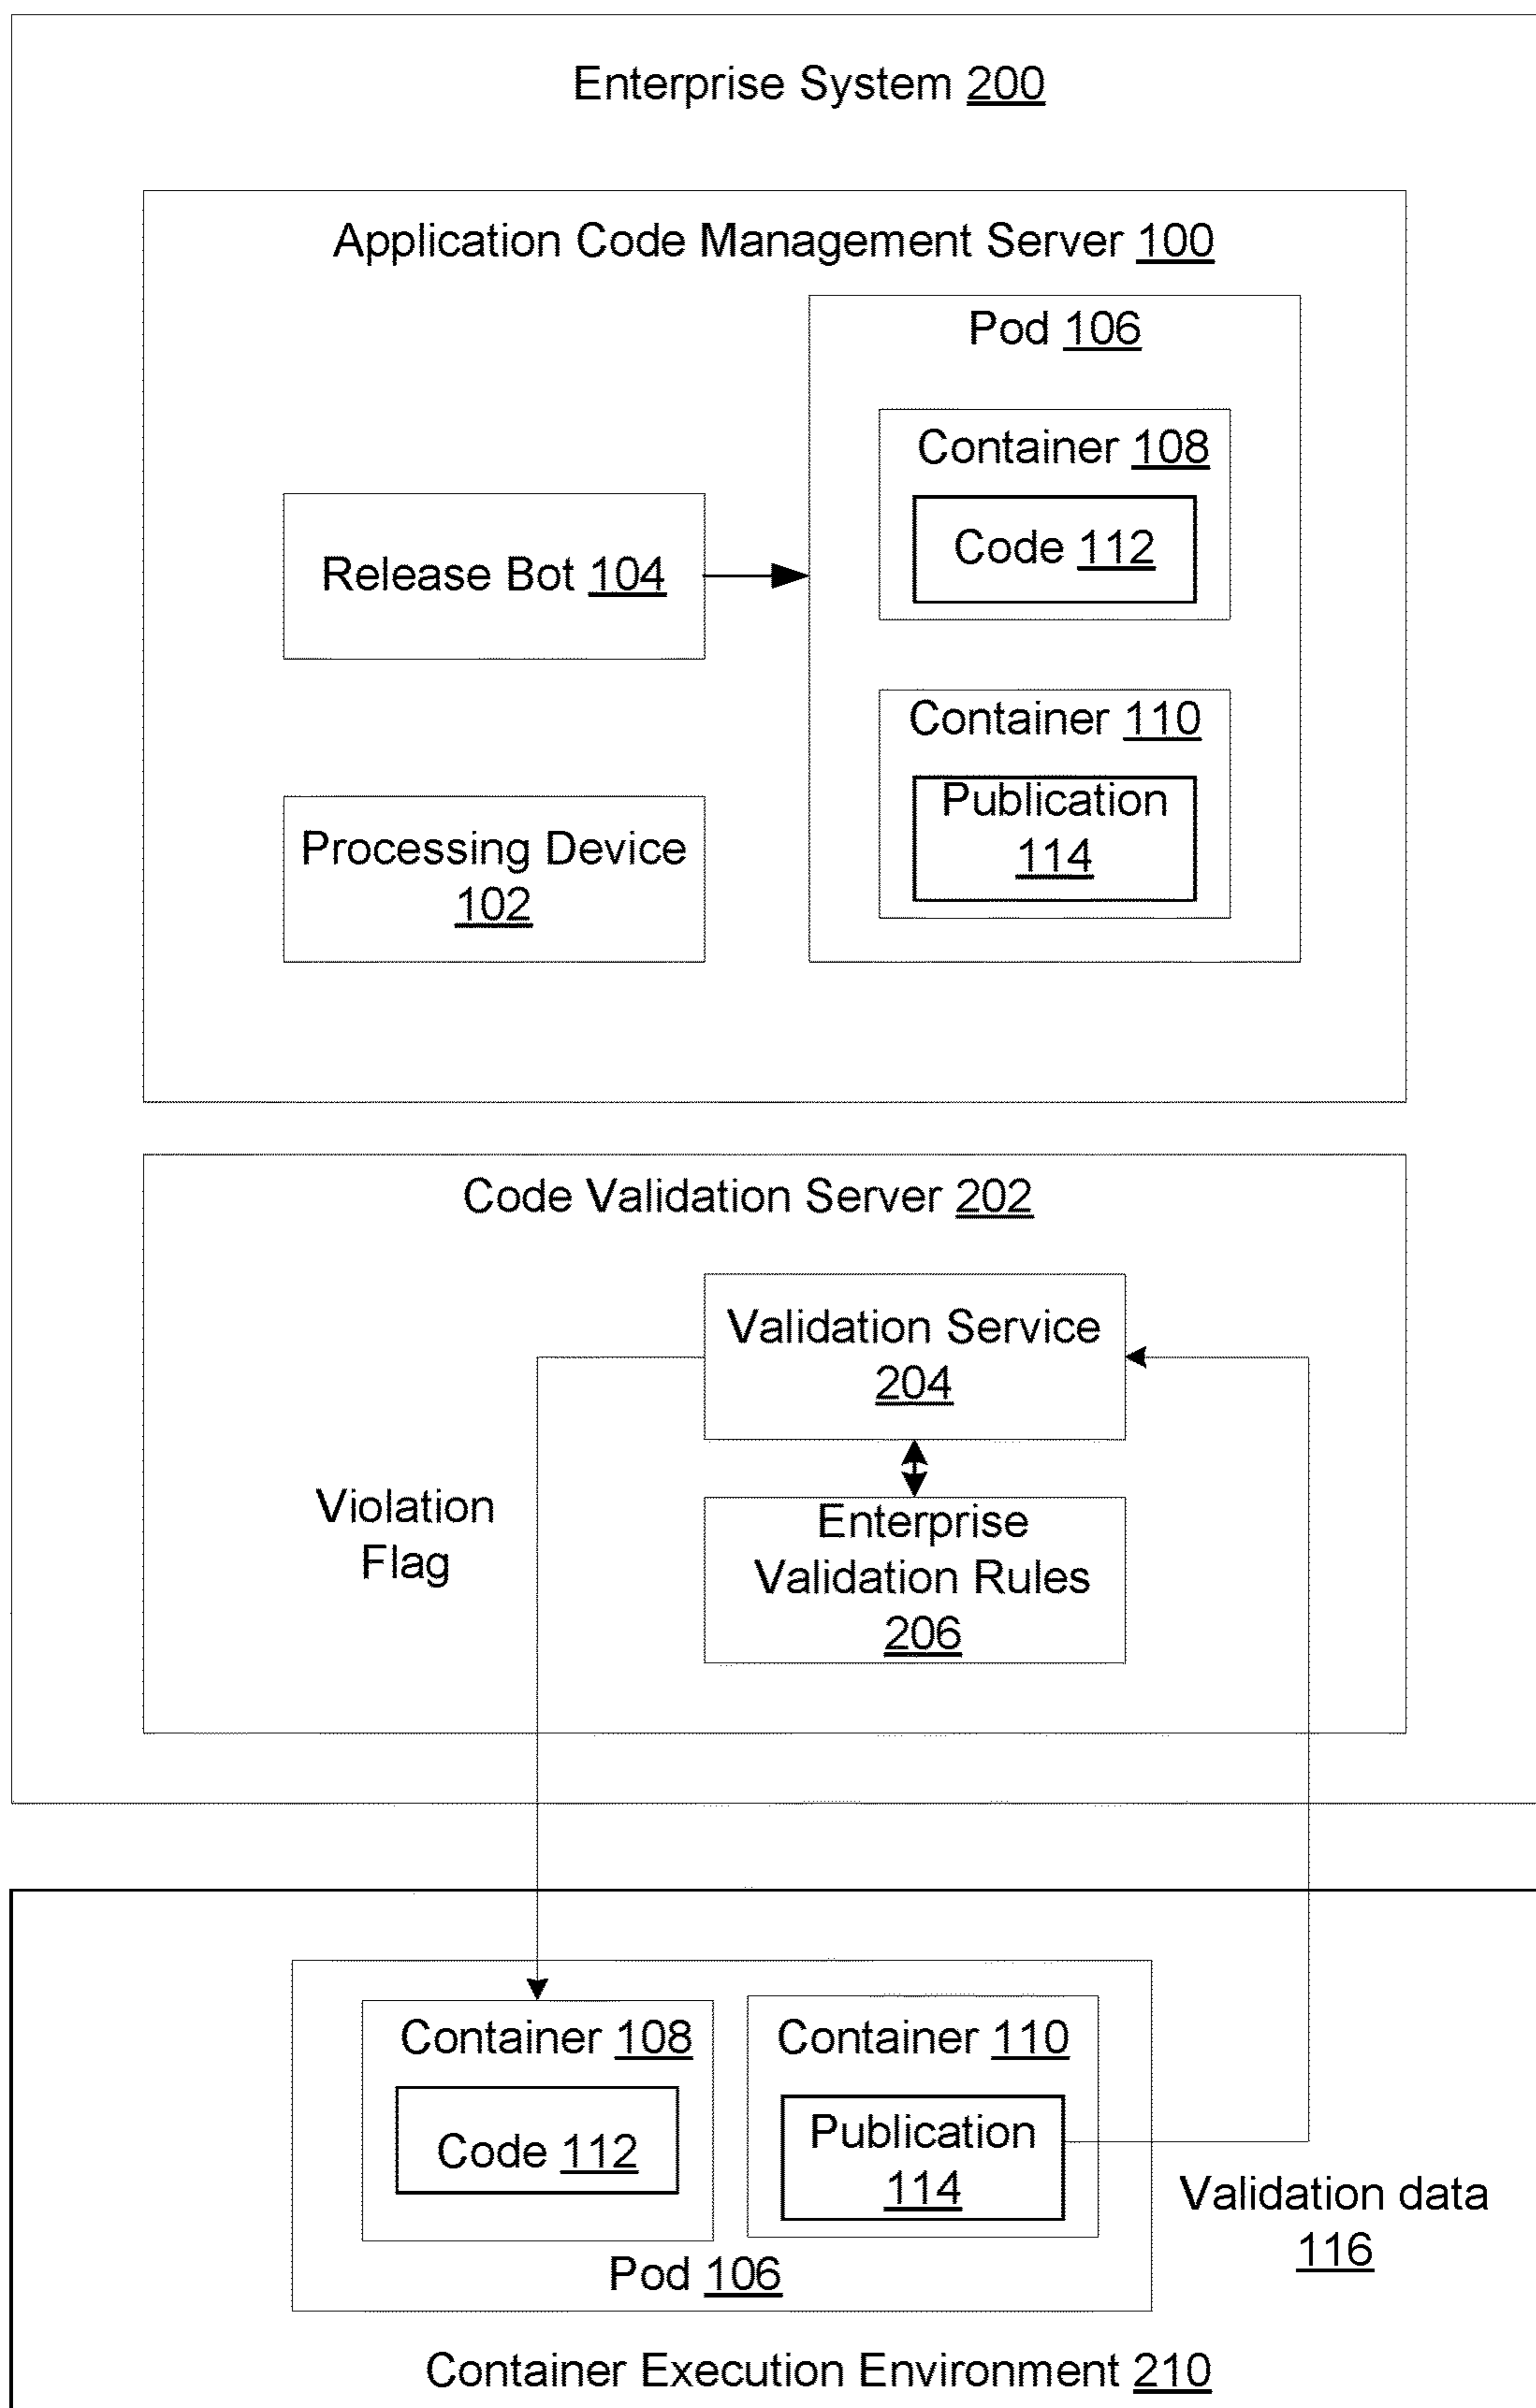 Enterprise System 200
Application Code Management Server 100
Pod 106
Container 108
Code 112
Release Bot 104
Container 110
Publication
114
Processing Device
102
Code Validation Server 202
Validation Service
204
Violation
Flag
Enterprise
Validation Rules
206
Container 108
Code 112
Container 110
Publication
114
Validation data
116
Pod 106
Container Execution Environment 210